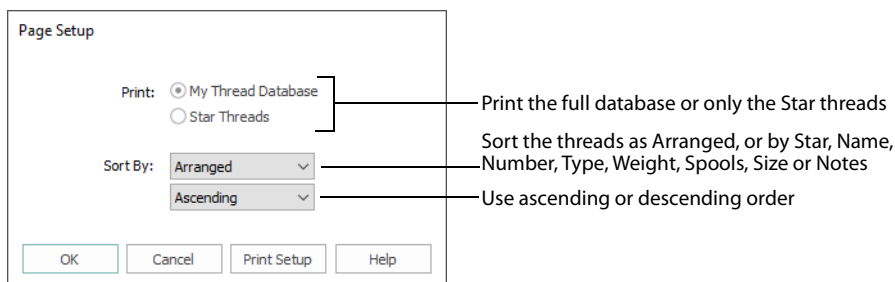 Page Setup
Print: My Thread Database
Star Threads
Print the full database or only the Star threads
Sort the threads as Arranged, or by Star, Name,
Number, Type, Weight, Spools, Size or Notes
Sort By: Arranged
Ascending
Use ascending or descending order
OK Cancel Print Setup Help